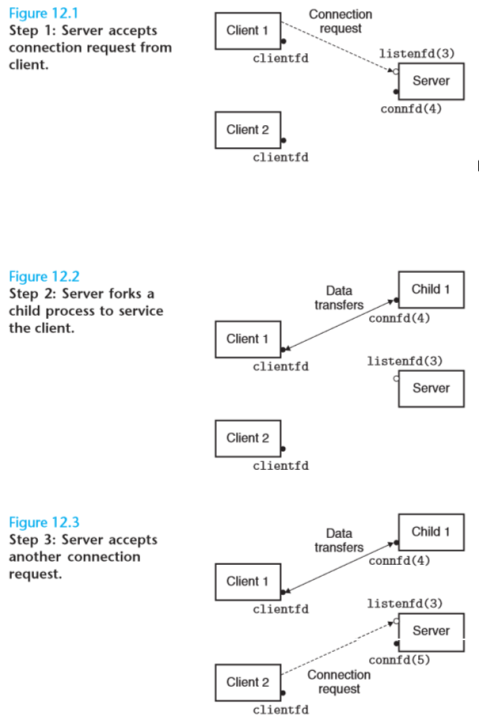 Figure 12.1
Step 1: Server accepts
connection request from
client.
Client 1
clientfd
Connection
request
listenfd(3)
Server
connfd(4)
Client 2
clientfd
Figure 12.2
Step 2: Server forks a
child process to service
the client.
Data
transfers
Child 1
connfd(4)
Client 1
clientfd
listenfd(3)
Server
Client 2
clientfd
Figure 12.3
Step 3: Server accepts
another connection
request.
Data
transfers
Child 1
connfd(4)
Client 1
clientfd
listenfd(3)
Server
connfd(5)
Client 2
Connection
request
clientfd